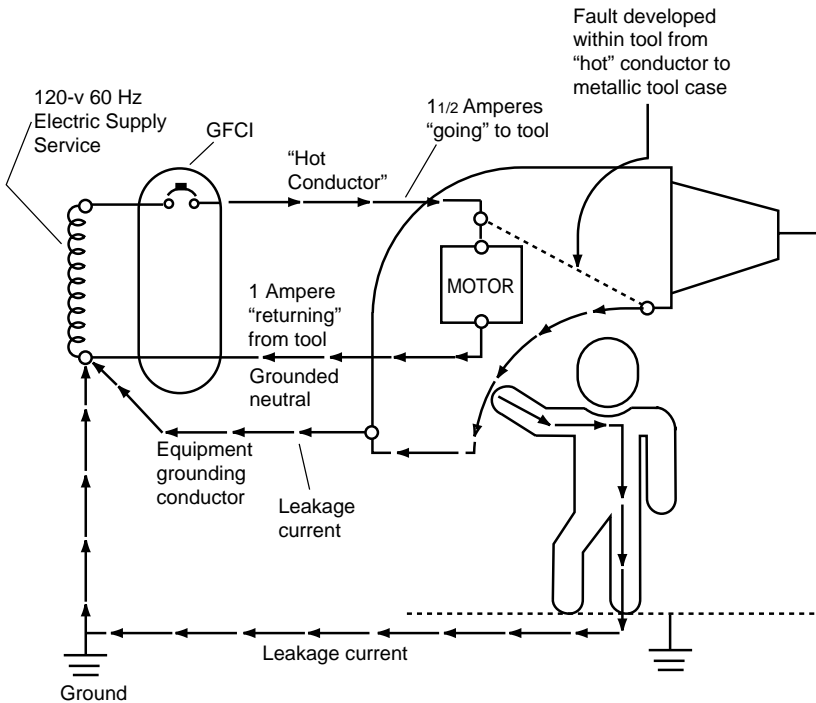 Fault developed
within tool from
“hot” conductor to
metallic tool case
120-v 60 Hz
Electric Supply
Service
GFCI
11/2 Amperes
“going” to tool
“Hot
Conductor”
MOTOR
1 Ampere
“returning”
from tool
Grounded
neutral
Equipment
grounding
conductor
Leakage
current
Leakage current
Ground